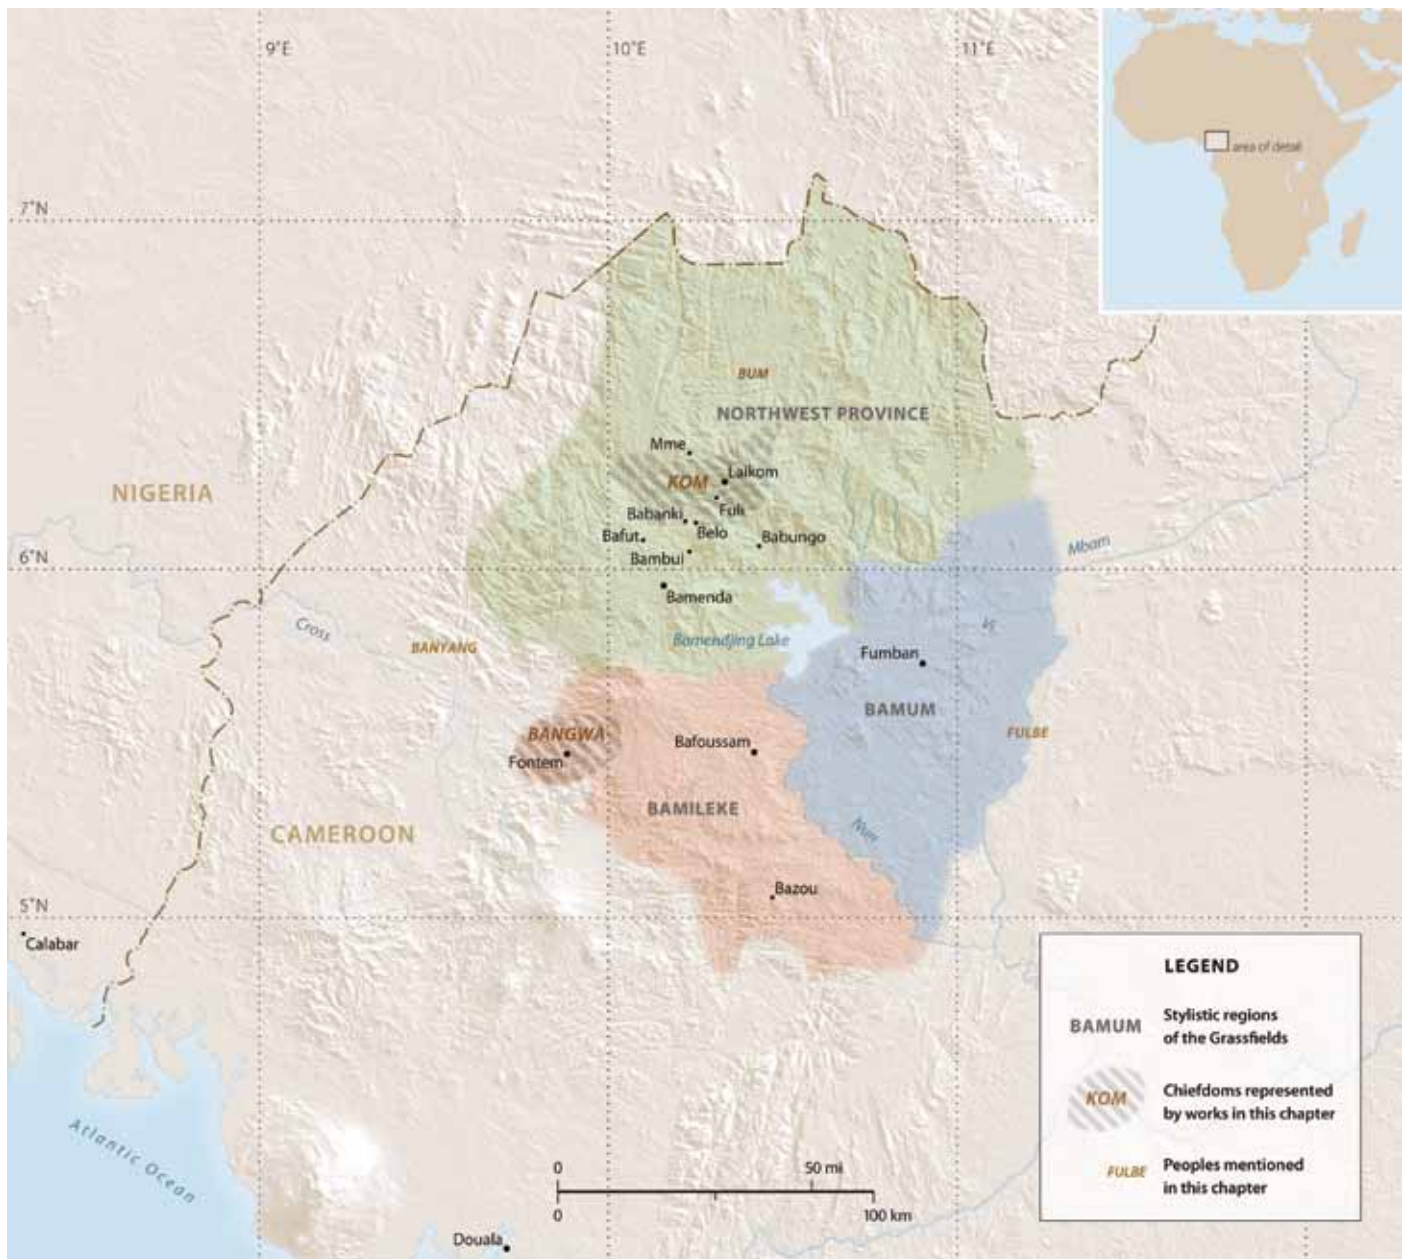 9°E
10°E
11°E
area of detail
7°N
BUM
NORTHWEST PROVINCE
Mme
Laikom
KOM
NIGERIA
Fuli
Babanki
Belo
Bafut
Babungo
Bambui
6°N
Mbam
Bamenda
Cross
Bamendjing Lake
BANYANG
Fumban
BAMUM
BANGWA
FULBE
Bafoussam
Fontem
BAMILEKE
CAMEROON
Nun
Bazou
5°N
Calabar
LEGEND
BAMUM
Stylistic regions
of the Grassfields
KOM
Chiefdoms represented
by works in this chapter
FULBE
Peoples mentioned
in this chapter
Atlantic Ocean
0
50 mi
0
100 km
Douala